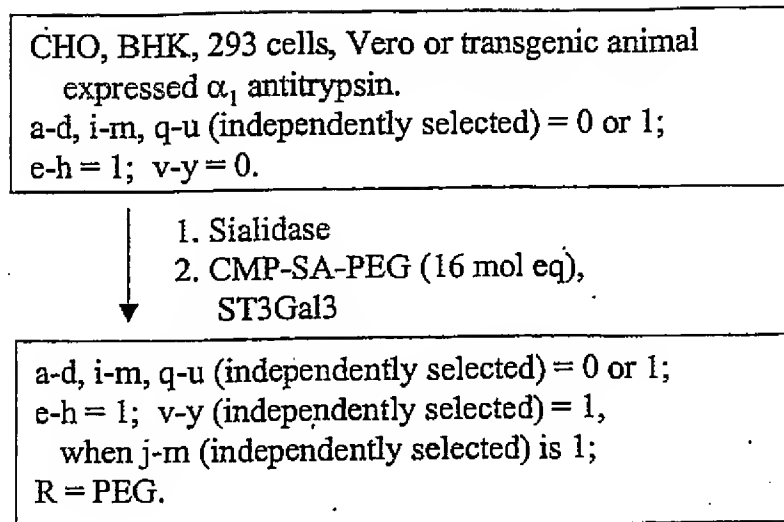 CHO, BHK, 293 cells, Vero or transgenic animal
expressed α₁ antitrypsin.
a-d, i-m, q-u (independently selected) = 0 or 1;
e-h = 1; v-y = 0.
1. Sialidase
2. CMP-SA-PEG (16 mol eq),
ST3Gal3
a-d, i-m, q-u (independently selected) = 0 or 1;
e-h = 1; v-y (independently selected) = 1,
when j-m (independently selected) is 1;
R = PEG.